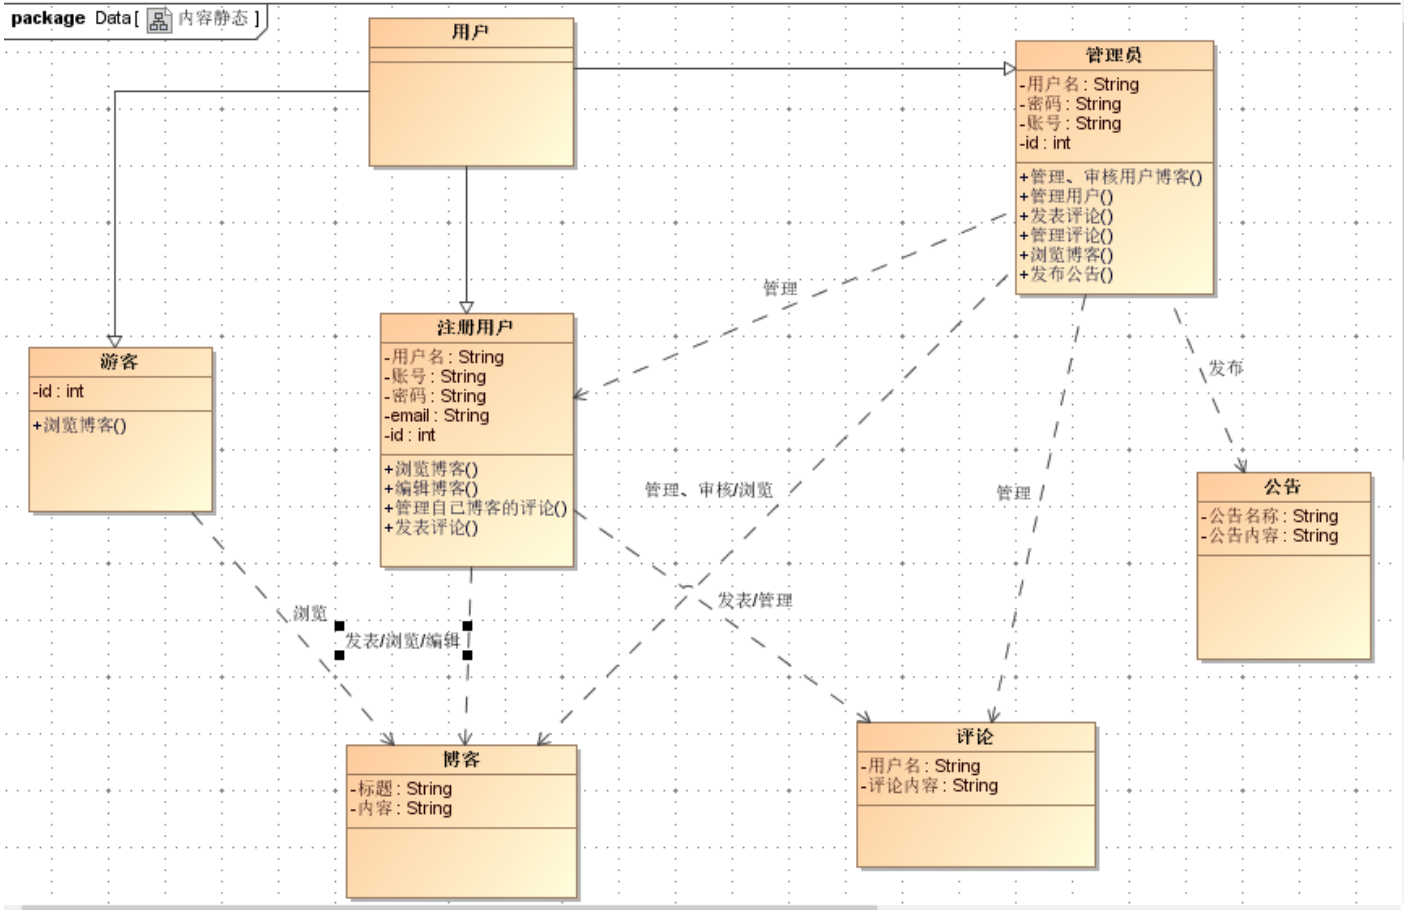 package Data[ 内容静态 ]
用户
管理员
-用户名 : String
-密码 : String
-账号 : String
-id : int
+管理、审核用户博客()
+管理用户()
+发表评论()
+管理评论()
+浏览博客()
+发布公告()
管理
注册用户
-用户名 : String
-账号 : String
-密码 : String
-email : String
-id : int
+浏览博客()
+编辑博客()
+管理自己博客的评论()
+发表评论()
游客
-id : int
+浏览博客()
发布
管理、审核/浏览
管理
公告
-公告名称 : String
-公告内容 : String
浏览
发表/浏览/编辑
发表/管理
博客
-标题 : String
-内容 : String
评论
-用户名 : String
-评论内容 : String